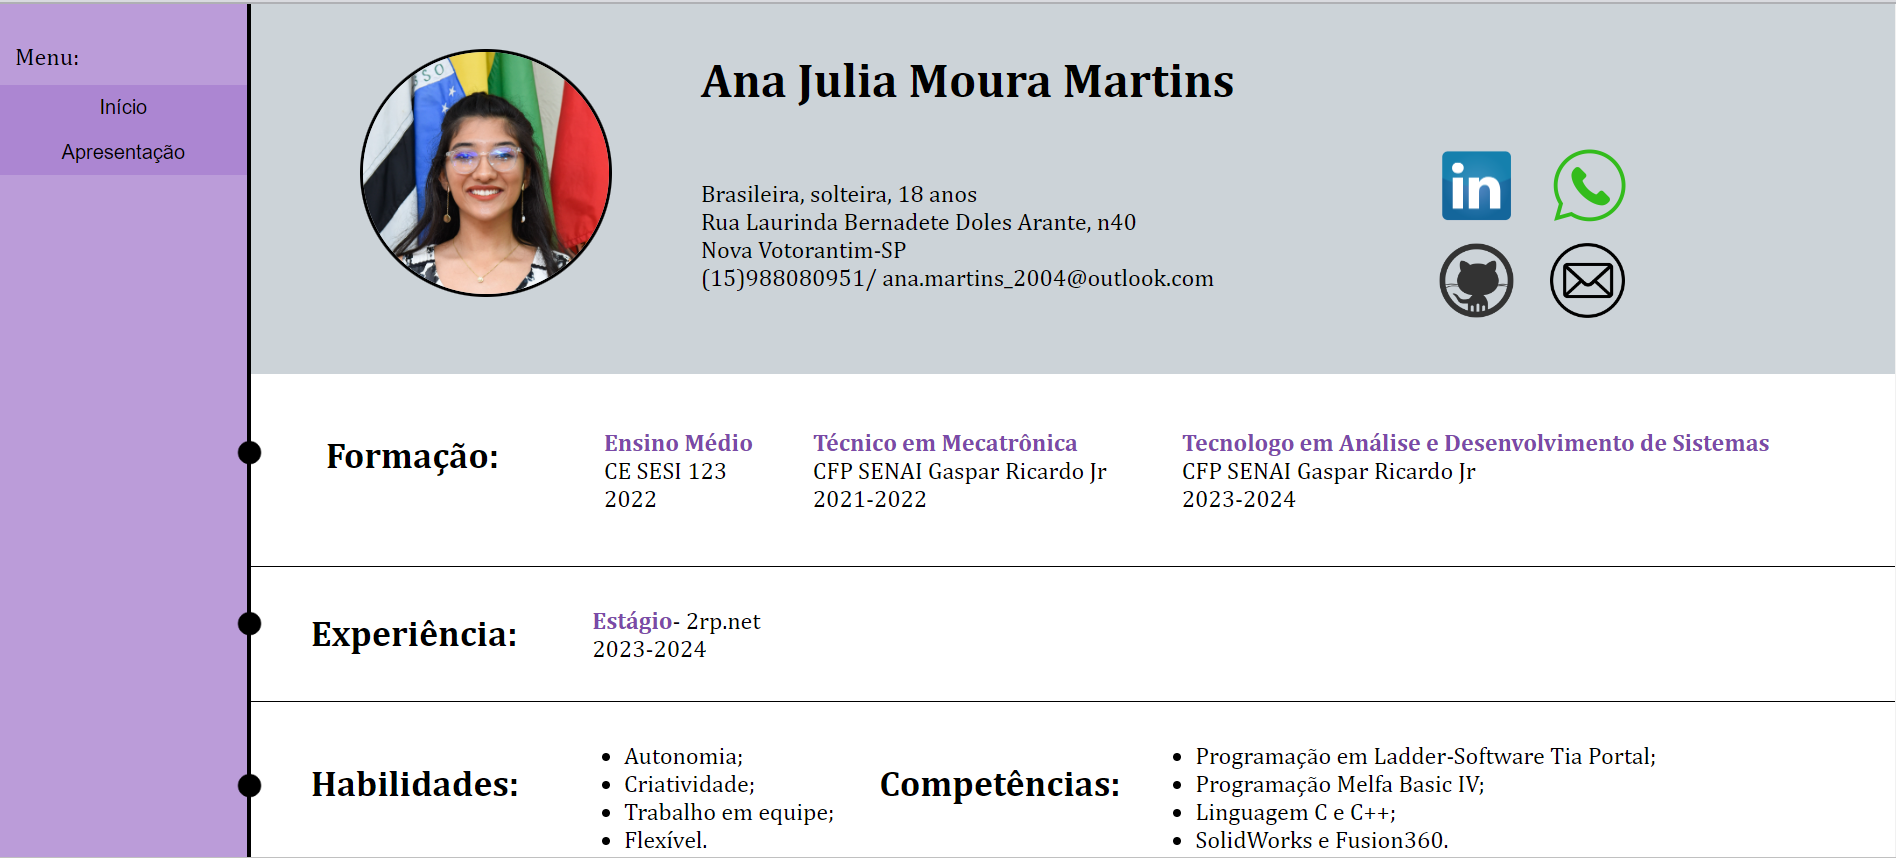 Menu:
Início
Apresentação
Ana Julia Moura Martins
Brasileira, solteira, 18 anos
Rua Laurinda Bernadete Doles Arante, n40
Nova Votorantim-SP
(15)988080951/ ana.martins_2004@outlook.com
in
Formação:
Ensino Médio
CE SESI 123
2022
Técnico em Mecatrônica
CFP SENAI Gaspar Ricardo Jr
2021-2022
Tecnologo em Análise e Desenvolvimento de Sistemas
CFP SENAI Gaspar Ricardo Jr
2023-2024
Experiência:
Estágio- 2rp.net
2023-2024
Habilidades:
Autonomia;
Criatividade;
Trabalho em equipe;
Flexível.
Competências:
Programação em Ladder-Software Tia Portal;
Programação Melfa Basic IV;
Linguagem C e C++;
SolidWorks e Fusion360.